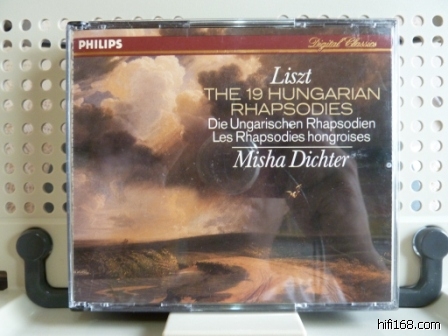 PHILIPS
Digital Classics
Liszt
THE 19 HUNGARIAN
RHAPSODIES
Die Ungarischen Rhapsodien
Les Rhapsodies hongroises
Misha Dichter
hifi168.com